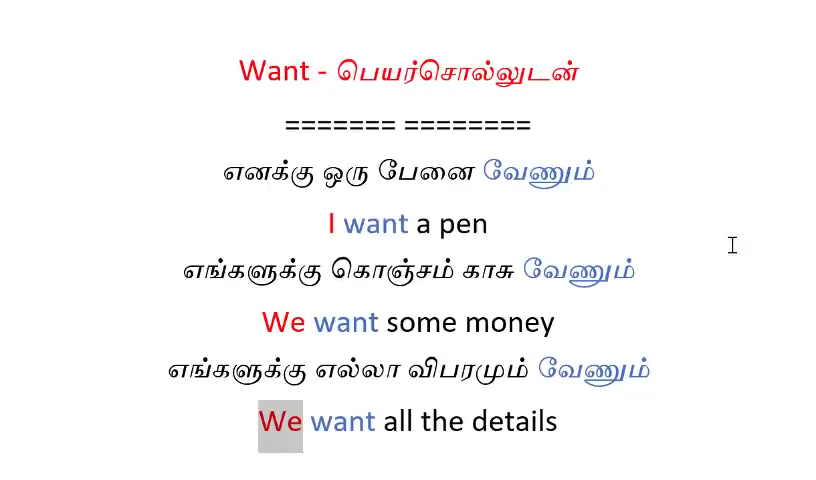 Want - பெயர்சொல்லுடன்
======= ========
எனக்கு ஒரு பேனை வேணும்
I want a pen
எங்களுக்கு கொஞ்சம் காசு வேணும்
We want some money
எங்களுக்கு எல்லா விபரமும் வேணும்
We want all the details